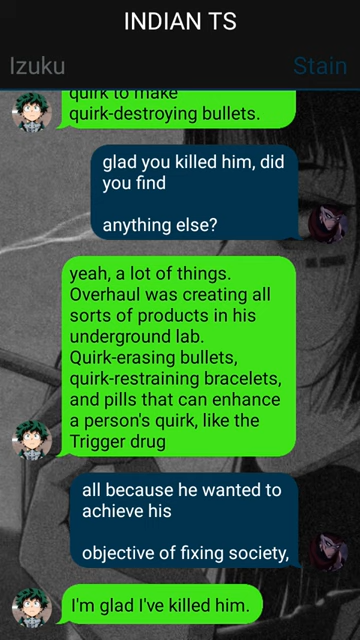 INDIAN TS
Izuku
Stain
quirk to make
quirk-destroying bullets.
glad you killed him, did
you find
anything else?
yeah, a lot of things.
Overhaul was creating all
sorts of products in his
underground lab.
Quirk-erasing bullets,
quirk-restraining bracelets,
and pills that can enhance
a person's quirk, like the
Trigger drug
all because he wanted to
achieve his
objective of fixing society,
I'm glad I've killed him.